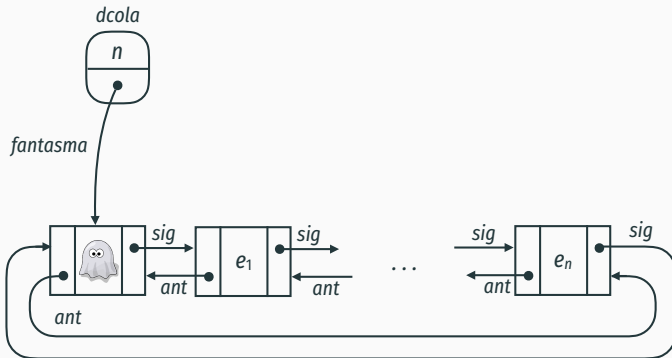 dcola
n
fantasma
sig
sig
sig
sig
e₁
...
eₙ
ant
ant
ant
ant